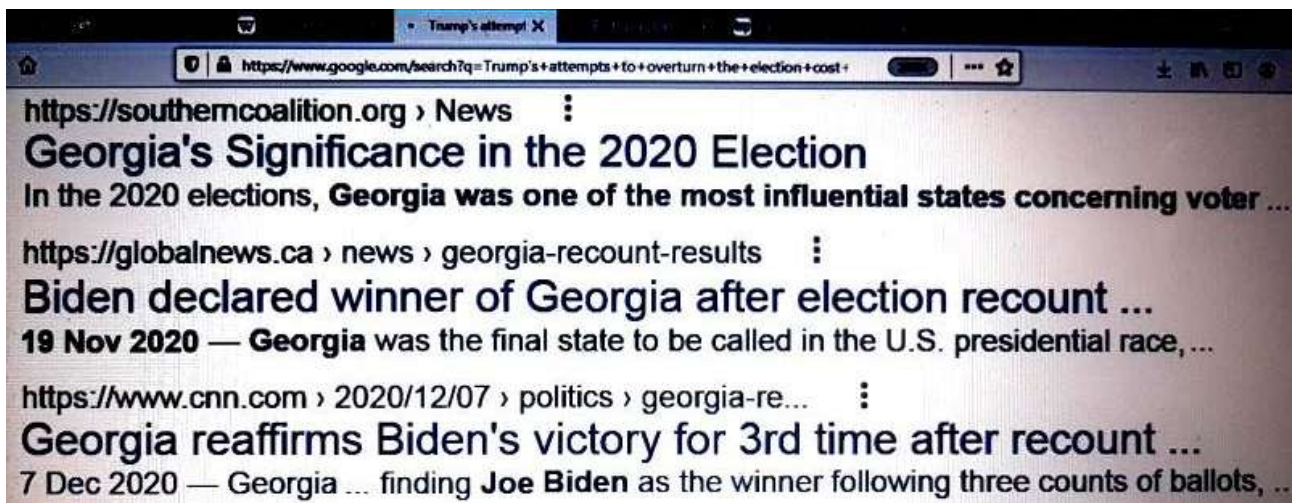 Trump's attempt X
https://www.google.com/search?q=Trump's+attempts+to+overturn+the+election+cost+
https://southerncoalition.org › News
Georgia's Significance in the 2020 Election
In the 2020 elections, Georgia was one of the most influential states concerning voter ...
https://globalnews.ca › news › georgia-recount-results
Biden declared winner of Georgia after election recount ...
19 Nov 2020 — Georgia was the final state to be called in the U.S. presidential race, ...
https://www.cnn.com › 2020/12/07 › politics › georgia-re...
Georgia reaffirms Biden's victory for 3rd time after recount ...
7 Dec 2020 — Georgia ... finding Joe Biden as the winner following three counts of ballots, ...